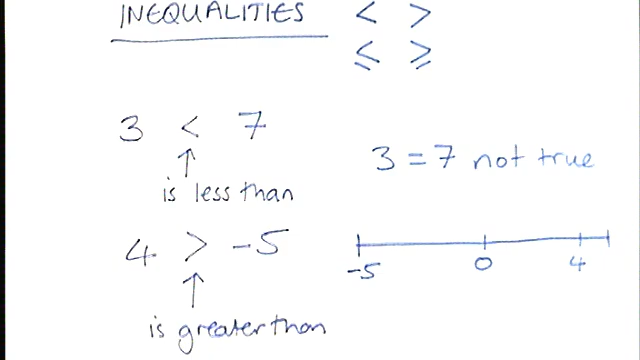 INEQUALITIES < >
≤ ≥
3 < 7
↑
is less than
3 = 7 not true
4 > -5
↑
is greater than
-5 0 4